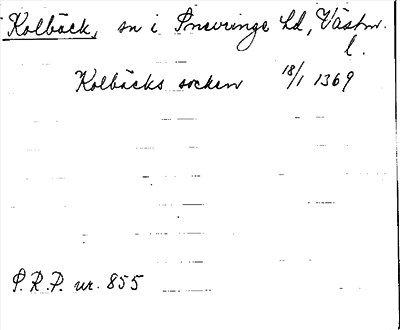 Kolbäck, sn i Snevringe hd, Västm.
l.
Kolbäcks socken 18/1 1369
S.R.P. nr. 855